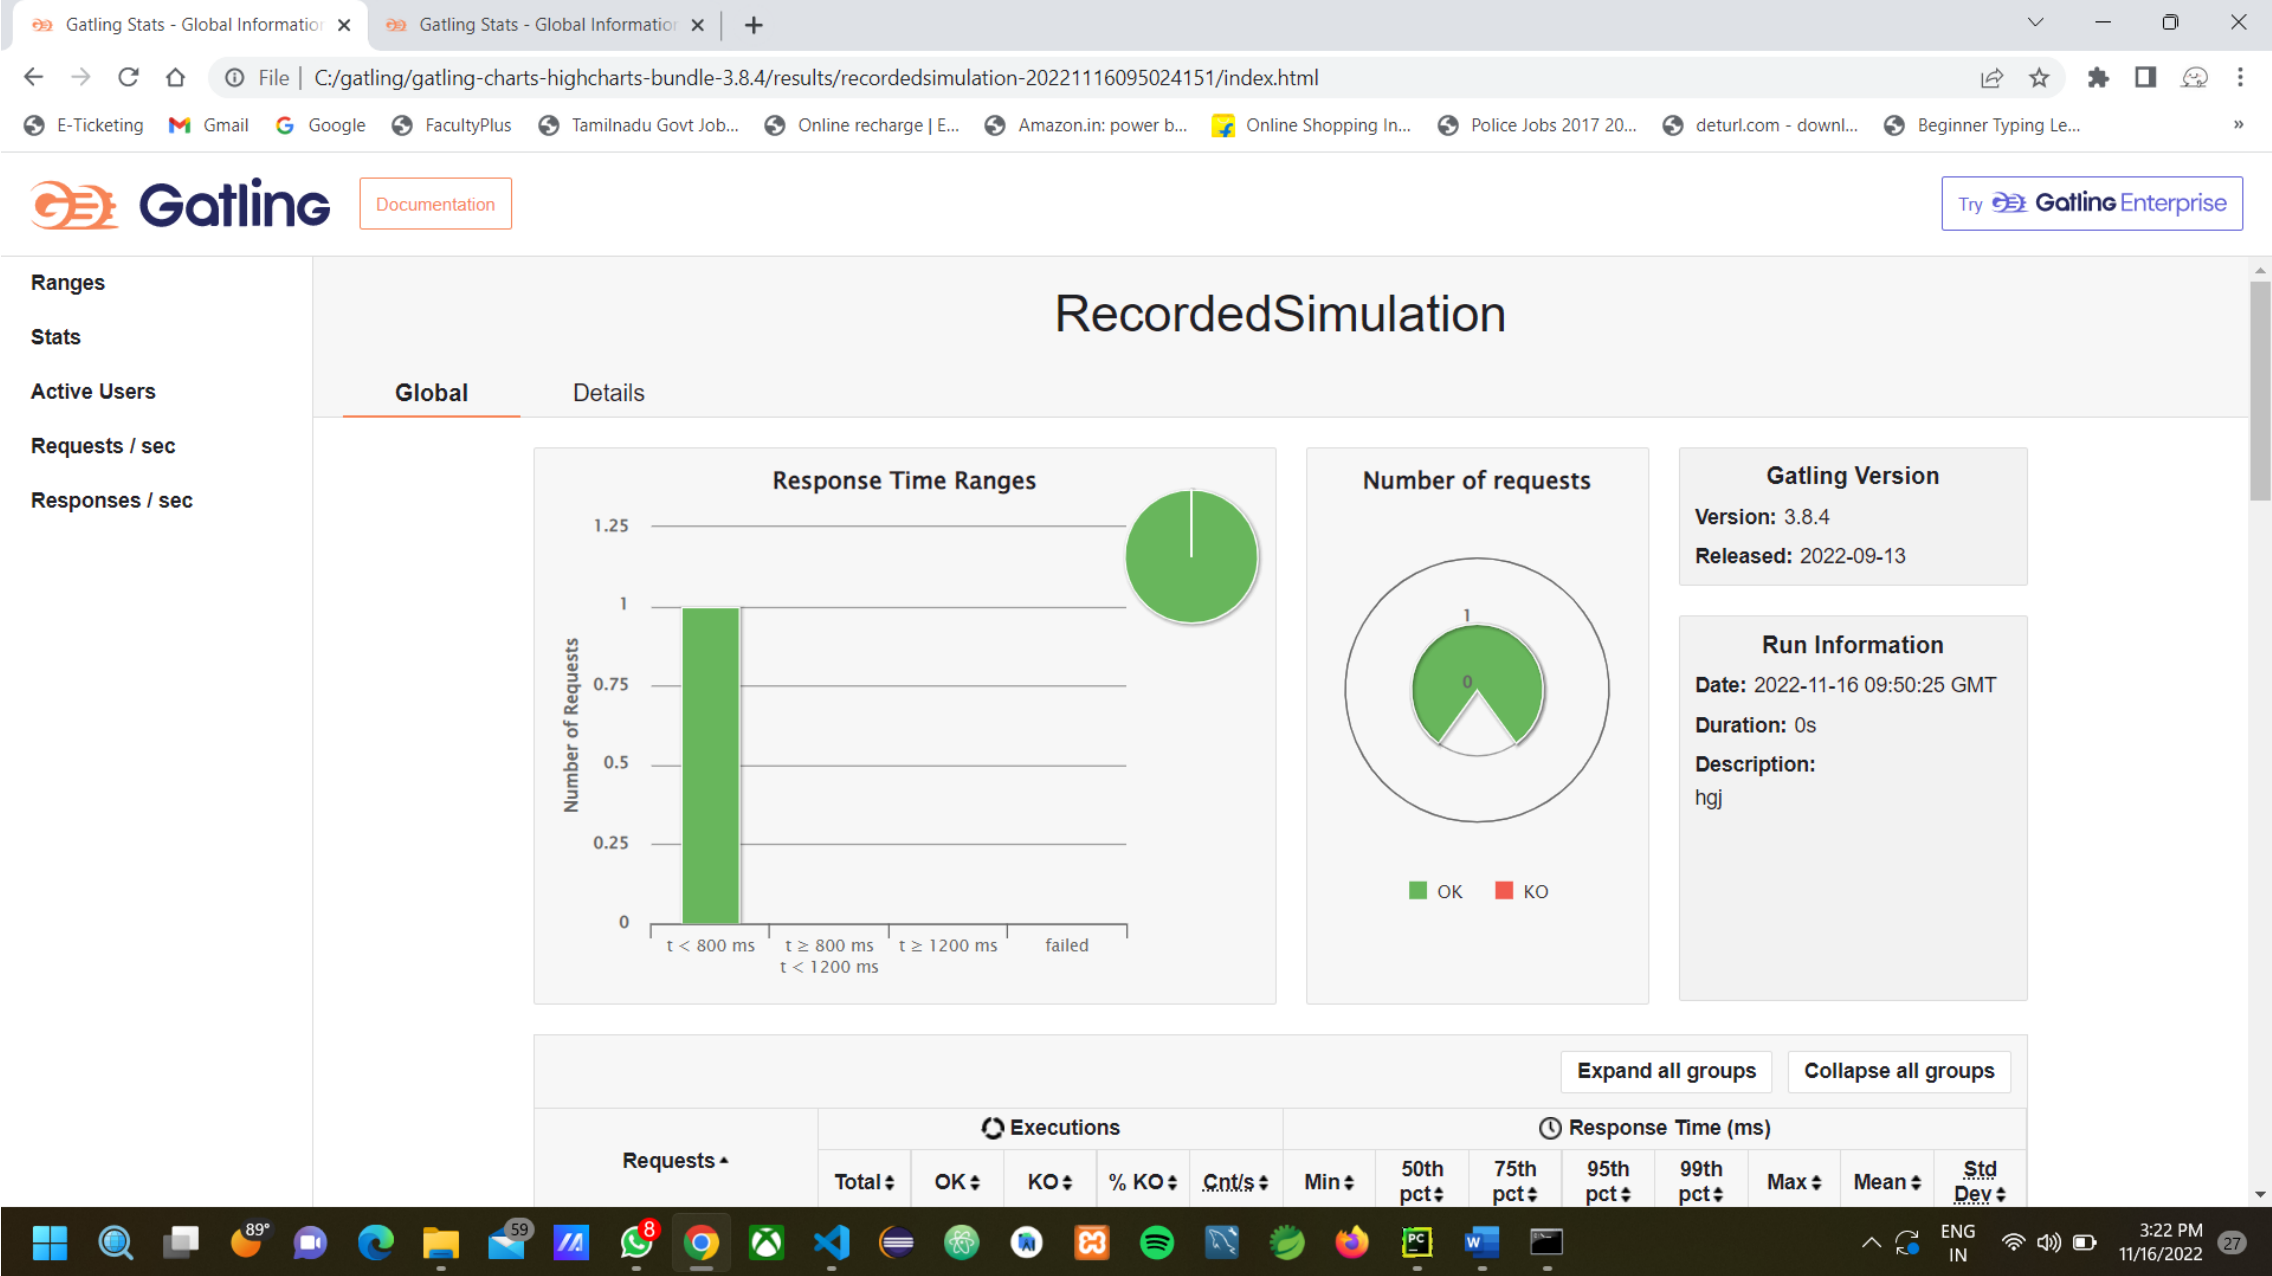 Gatling Stats - Global Information
Gatling Stats - Global Information
File | C:/gatling/gatling-charts-highcharts-bundle-3.8.4/results/recordedsimulation-20221116095024151/index.html
E-Ticketing
Gmail
Google
FacultyPlus
Tamilnadu Govt Job...
Online recharge | E...
Amazon.in: power b...
Online Shopping In...
Police Jobs 2017 20...
deturl.com - downl...
Beginner Typing Le...
»
Gatling
Documentation
Try Gatling Enterprise
Ranges
Stats
Active Users
Requests / sec
Responses / sec
RecordedSimulation
Global
Details
Response Time Ranges
Number of Requests
1.25
1
0.75
0.5
0.25
0
t < 800 ms
t ≥ 800 ms
t < 1200 ms
t ≥ 1200 ms
failed
Number of requests
1
0
OK
KO
Gatling Version
Version: 3.8.4
Released: 2022-09-13
Run Information
Date: 2022-11-16 09:50:25 GMT
Duration: 0s
Description:
hgj
Expand all groups
Collapse all groups
Requests
Executions
Response Time (ms)
Total
OK
KO
% KO
Cnt/s
Min
50th
pct
75th
pct
95th
pct
99th
pct
Max
Mean
Std
Dev
89°
59
8
PC
W
ENG
IN
3:22 PM
11/16/2022
27